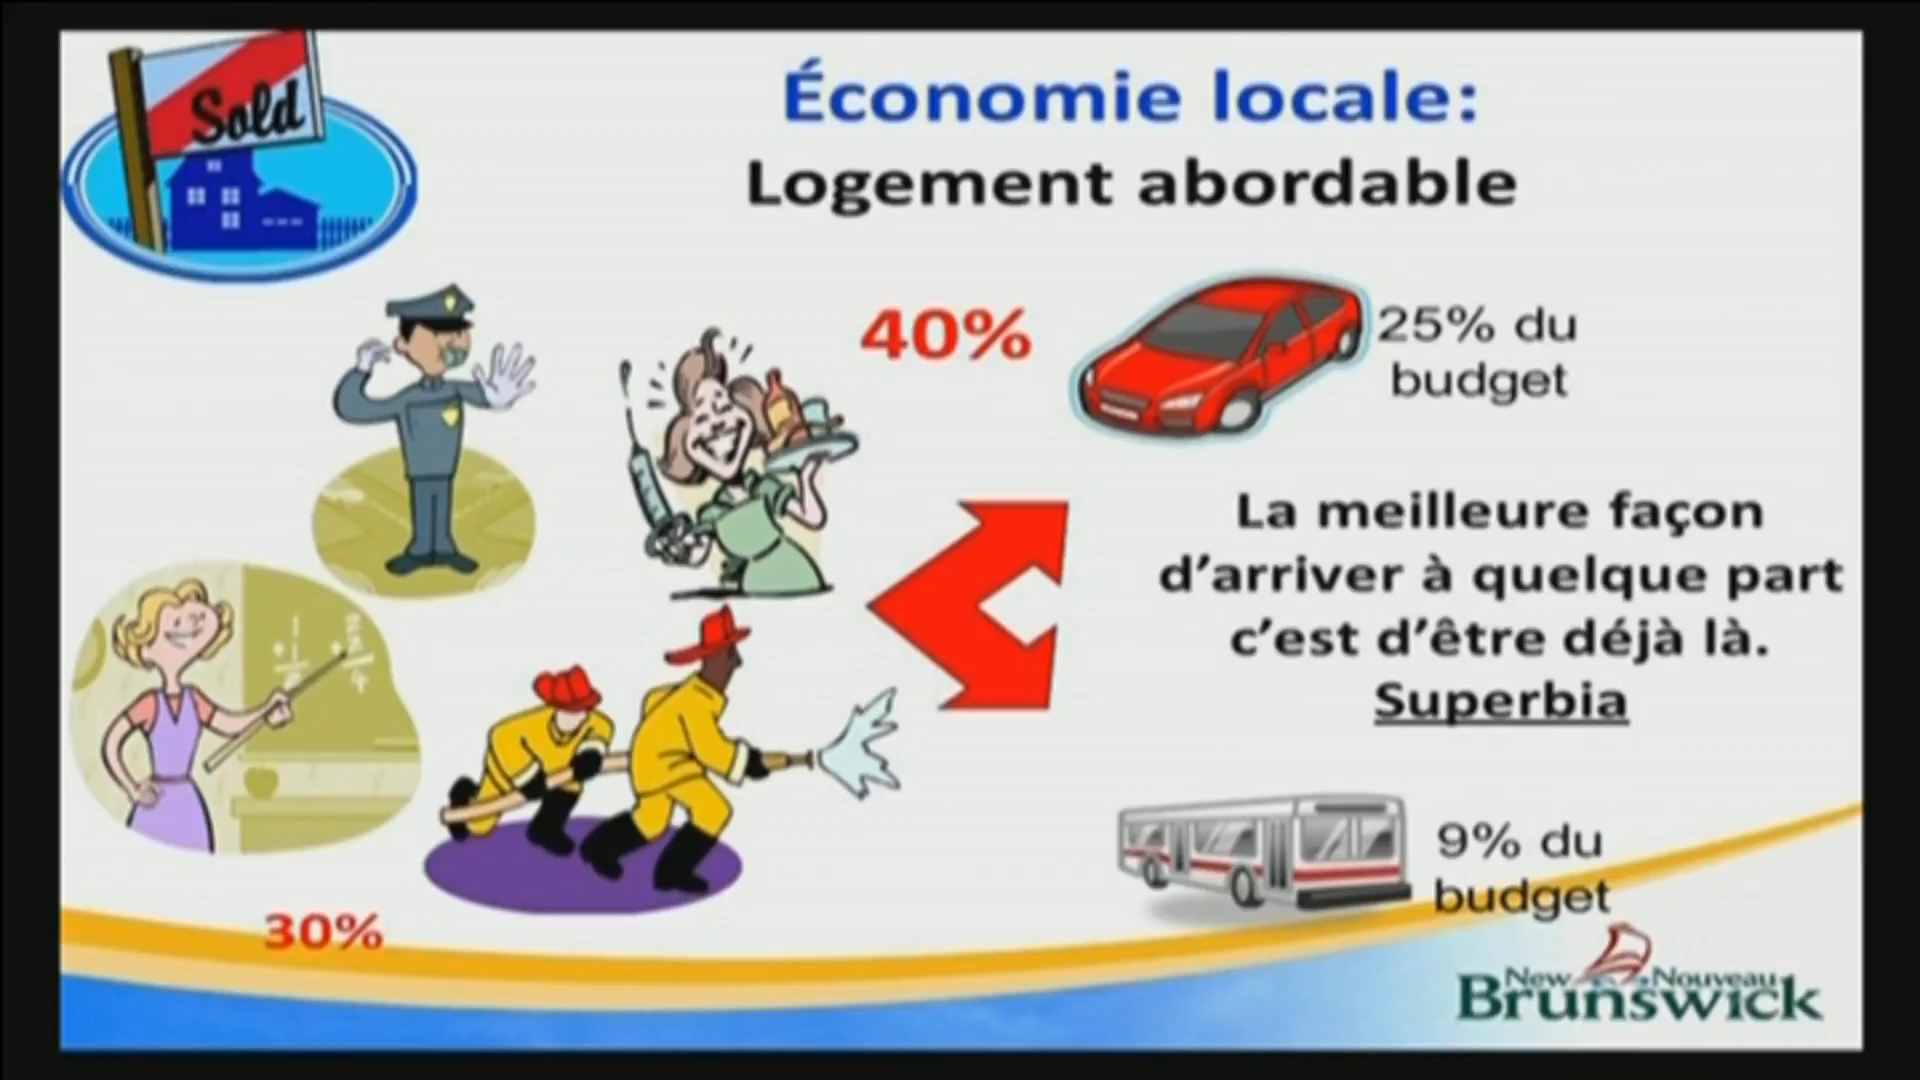 Sold
Économie locale:
Logement abordable
40%
25% du
budget
La meilleure façon
d'arriver à quelque part
c'est d'être déjà là.
Superbia
9% du
budget
30%
New Nouveau
Brunswick